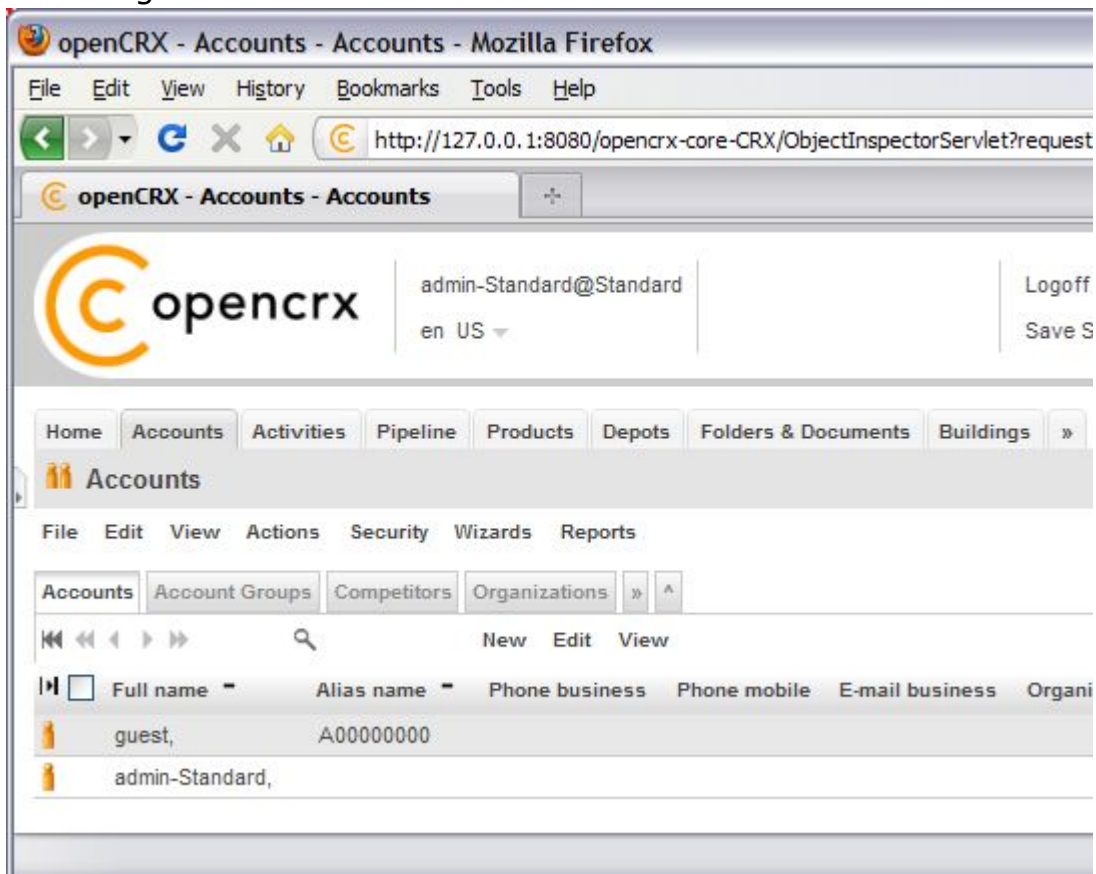 openCRX - Accounts - Accounts - Mozilla Firefox
File Edit View History Bookmarks Tools Help
http://127.0.0.1:8080/opencrx-core-CRX/ObjectInspectorServlet?request
openCRX - Accounts - Accounts
opencrx
admin-Standard@Standard
Logoff
en US
Save S
Home Accounts Activities Pipeline Products Depots Folders & Documents Buildings »
Accounts
File Edit View Actions Security Wizards Reports
Accounts Account Groups Competitors Organizations » ^
New Edit View
Full name Alias name Phone business Phone mobile E-mail business Organi
guest, A00000000
admin-Standard,